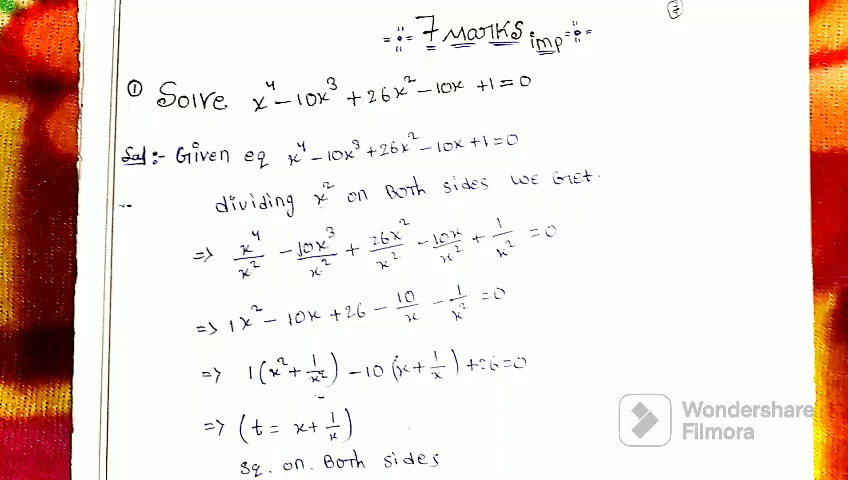 7
=:= 7 MARKS imp =:=
① Solve x⁴ - 10x³ + 26x² - 10x + 1 = 0
Sol :- Given eq x⁴ - 10x³ + 26x² - 10x + 1 = 0
dividing x² on Both sides we Get.
=> x⁴/x² - 10x³/x² + 26x²/x² - 10x/x² + 1/x² = 0
=> 1x² - 10x + 26 - 10/x - 1/x² = 0
=> 1(x² + 1/x²) - 10(x + 1/x) + 26 = 0
=> (t = x + 1/x)
Sq. on. Both sides
Wondershare
Filmora